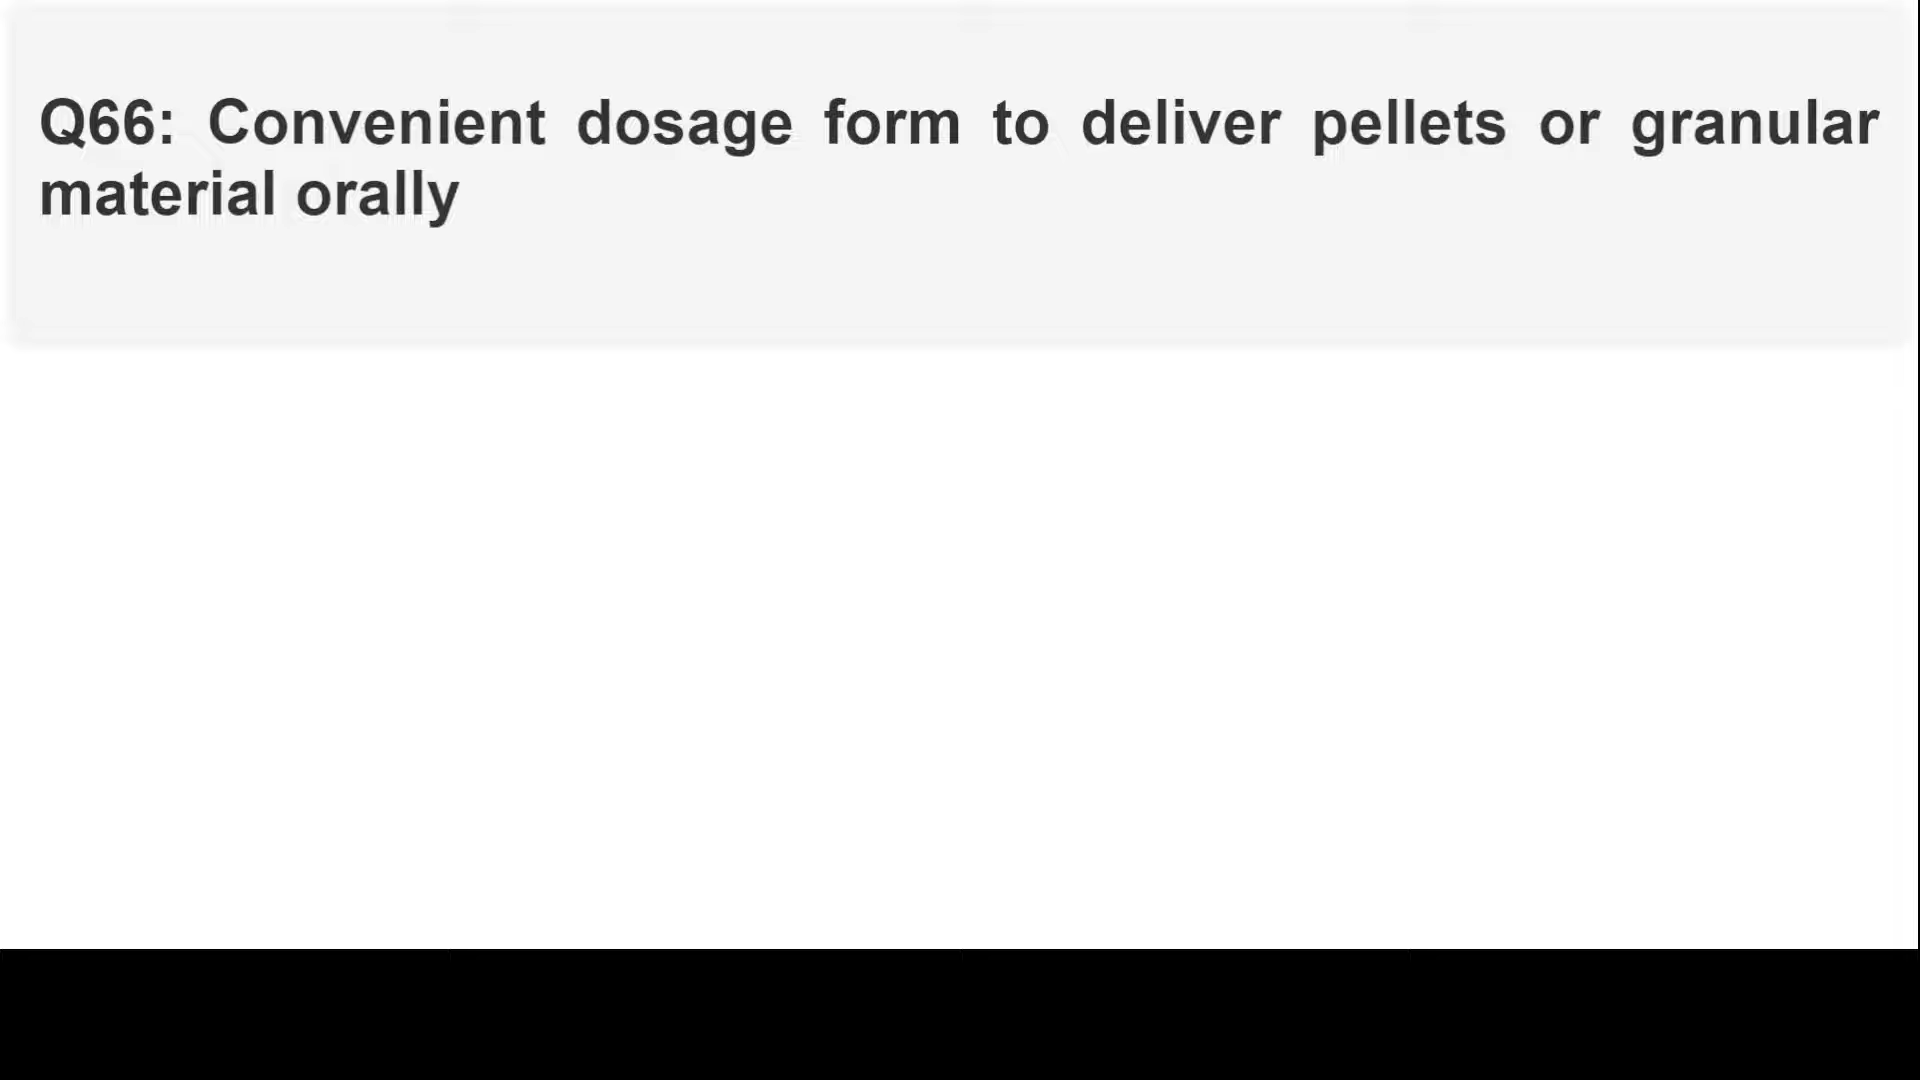 Q66: Convenient dosage form to deliver pellets or granular
material orally